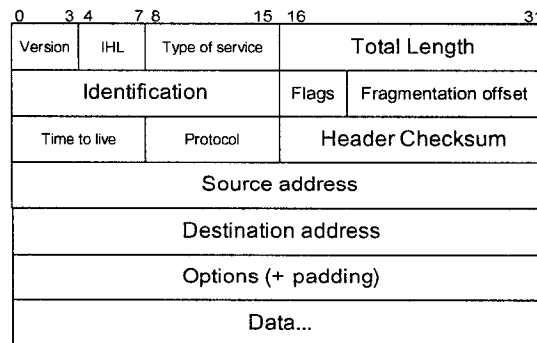 0 3 4 7 8 15 16 31
Version IHL Type of service Total Length
Identification Flags Fragmentation offset
Time to live Protocol Header Checksum
Source address
Destination address
Options (+ padding)
Data...